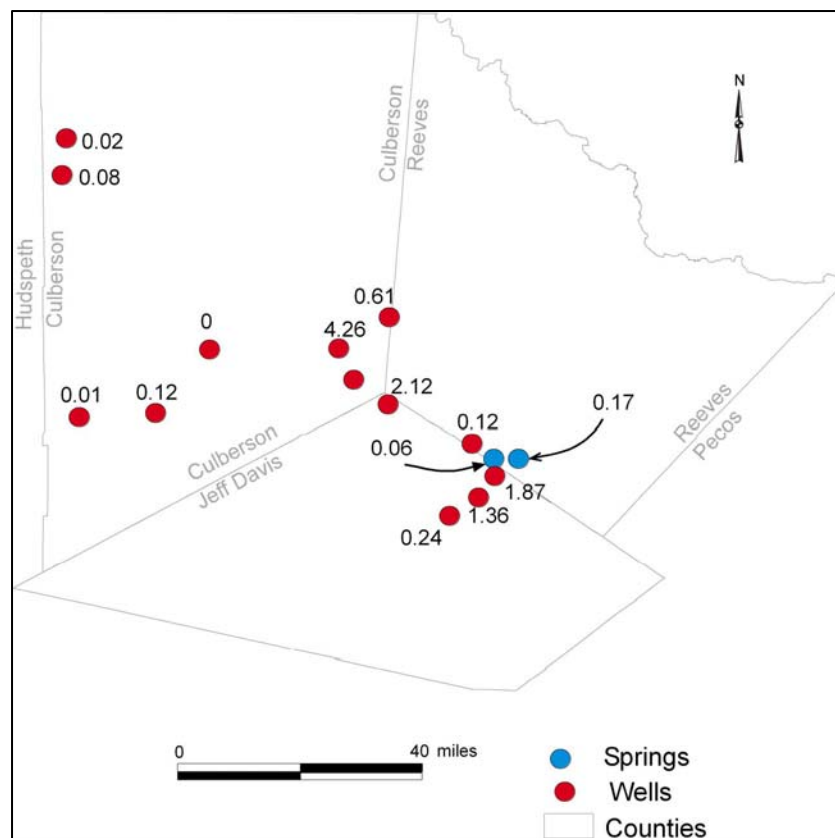 N
Culberson
Reeves
0.02
0.08
Hudspeth
Culberson
0.61
0
4.26
0.01
0.12
2.12
0.12
0.17
0.06
Culberson
Jeff Davis
Reeves
Pecos
1.87
1.36
0.24
0
40 miles
Springs
Wells
Counties